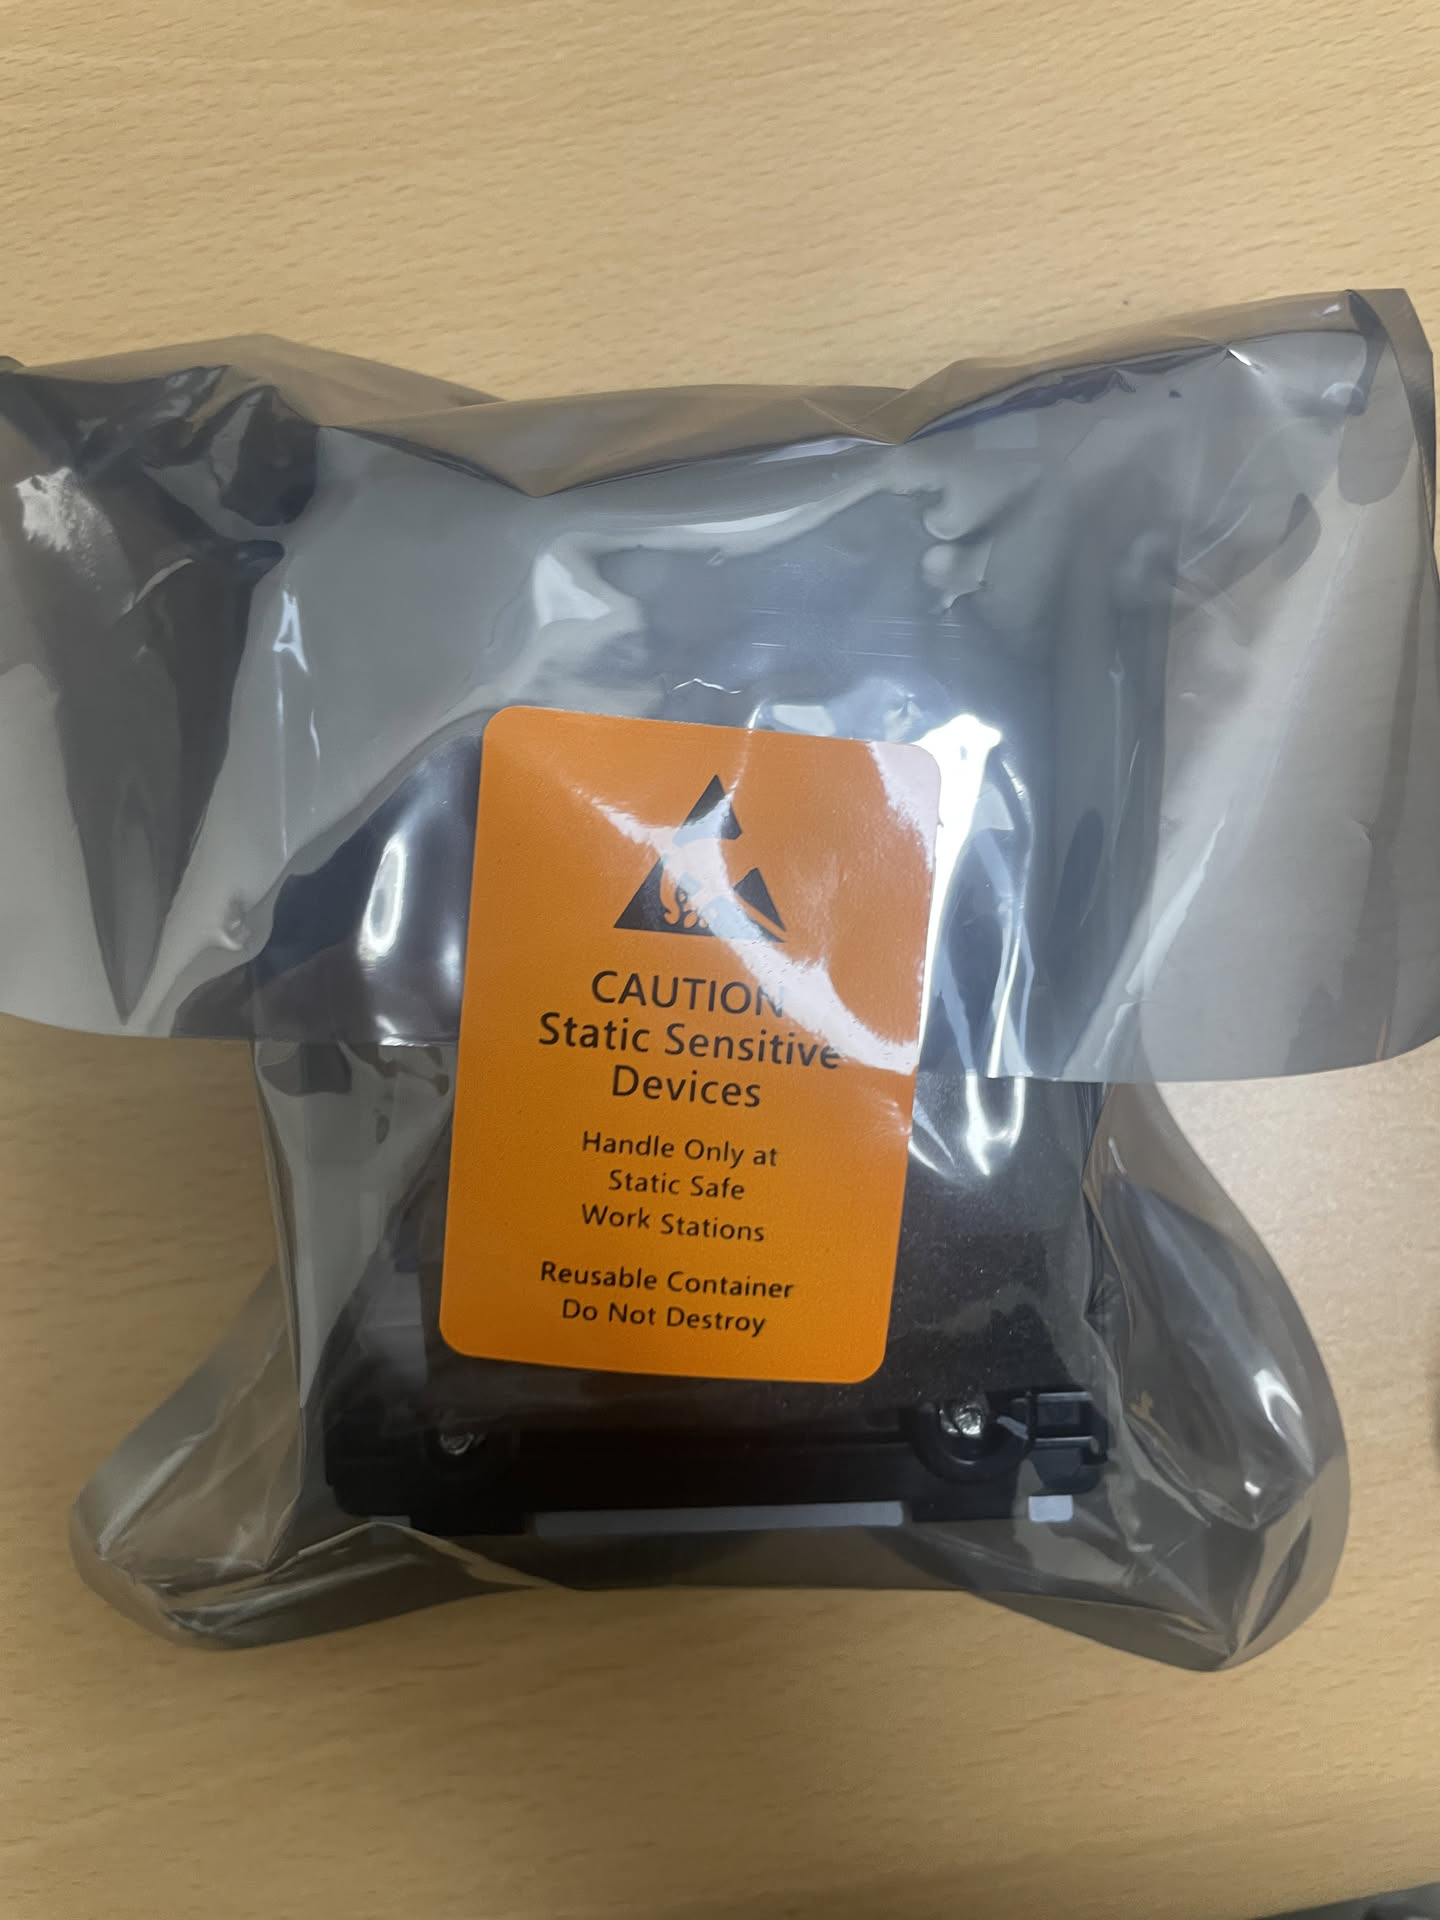 CAUTION
Static Sensitive
Devices
Handle Only at
Static Safe
Work Stations
Reusable Container
Do Not Destroy